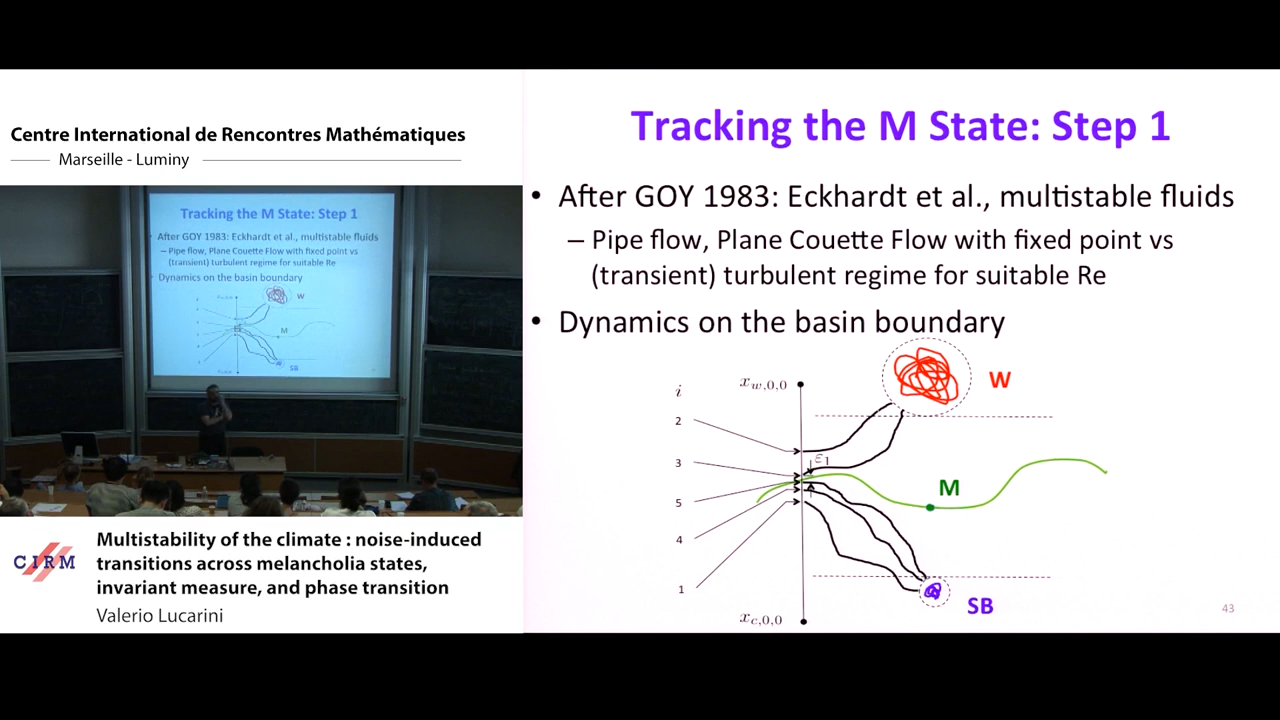 Centre International de Rencontres Mathématiques
Marseille - Luminy
Tracking the M State: Step 1
• After GOY 1983: Eckhardt et al., multistable fluids
– Pipe flow, Plane Couette Flow with fixed point vs
(transient) turbulent regime for suitable Re
• Dynamics on the basin boundary
W
M
SB
CIRM
Multistability of the climate : noise-induced
transitions across melancholia states,
invariant measure, and phase transition
Valerio Lucarini
Tracking the M State: Step 1
• After GOY 1983: Eckhardt et al., multistable fluids
– Pipe flow, Plane Couette Flow with fixed point vs
(transient) turbulent regime for suitable Re
• Dynamics on the basin boundary
i
x_{w,0,0}
W
2
3
ε_1
M
5
4
1
SB
x_{c,0,0}
43